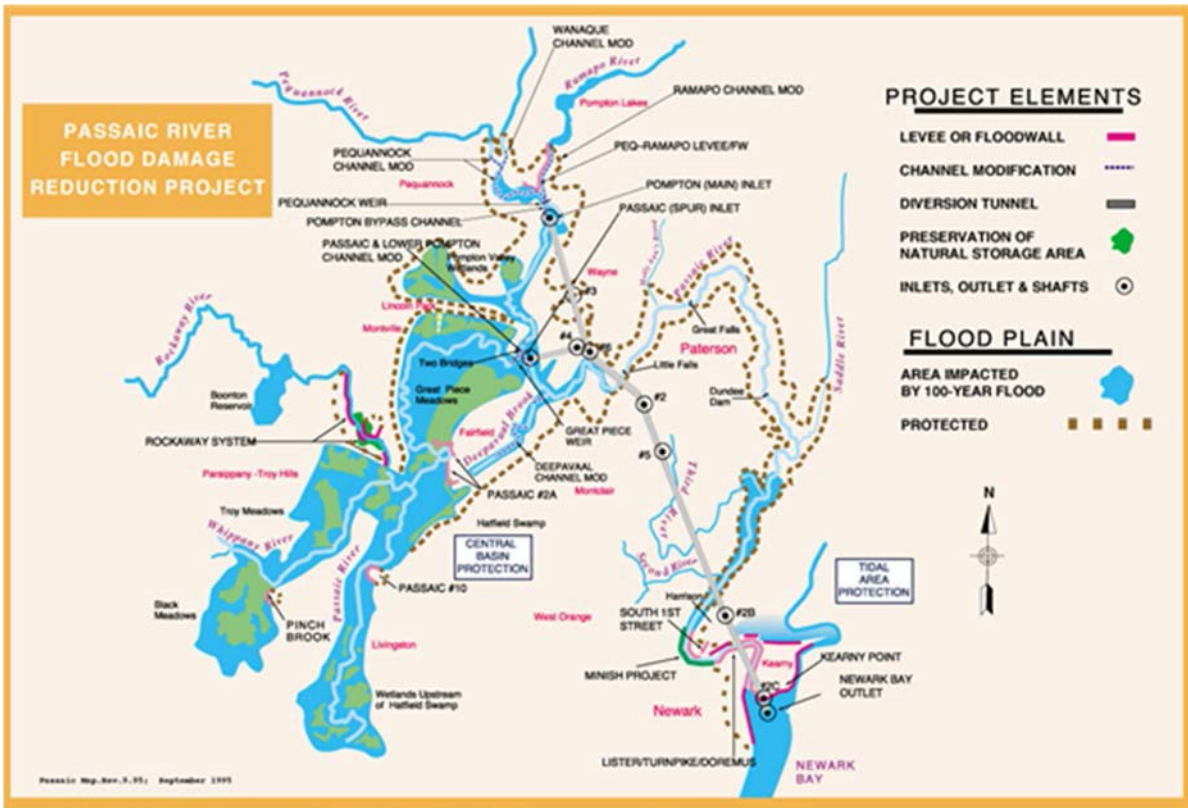 WANAQUE
CHANNEL MOD
Pequannock River
Ramapo River
Pompton Lakes
RAMAPO CHANNEL MOD
PASSAIC RIVER
FLOOD DAMAGE
REDUCTION PROJECT
PEQUANNOCK
CHANNEL MOD
PEQ-RAMAPO LEVEE/FW
Pequannock
POMPTON (MAIN) INLET
PEQUANNOCK WEIR
PASSAIC (SPUR) INLET
POMPTON BYPASS CHANNEL
PASSAIC & LOWER POMPTON
CHANNEL MOD
Pompton Valley
Wetlands
Wayne
Passaic River
#3
Lincoln Park
Montville
Rockaway River
Great Falls
#4
#6
Paterson
Saddle River
Two Bridges
Little Falls
Great Piece
Meadows
Boonton
Reservoir
Dundee
Dam
#2
Deepavaal Brook
Fairfield
GREAT PIECE
WEIR
ROCKAWAY SYSTEM
#5
DEEPAVAAL
CHANNEL MOD
Parsippany -Troy Hills
Montclair
PASSAIC #2A
Third River
Troy Meadows
Hatfield Swamp
Whippany River
CENTRAL
BASIN
PROTECTION
Second River
TIDAL
AREA
PROTECTION
Passaic River
PASSAIC #10
Harrison
Black
Meadows
SOUTH 1ST
STREET
#2B
West Orange
PINCH
BROOK
Livingston
KEARNY POINT
Kearny
MINISH PROJECT
NEWARK BAY
OUTLET
#2C
Wetlands Upstream
of Hatfield Swamp
Newark
LISTER/TURNPIKE/DOREMUS
NEWARK
BAY
Passaic Map.Rev.9.95; September 1995
PROJECT ELEMENTS
LEVEE OR FLOODWALL
CHANNEL MODIFICATION
DIVERSION TUNNEL
PRESERVATION OF
NATURAL STORAGE AREA
INLETS, OUTLET & SHAFTS
FLOOD PLAIN
AREA IMPACTED
BY 100-YEAR FLOOD
PROTECTED
N